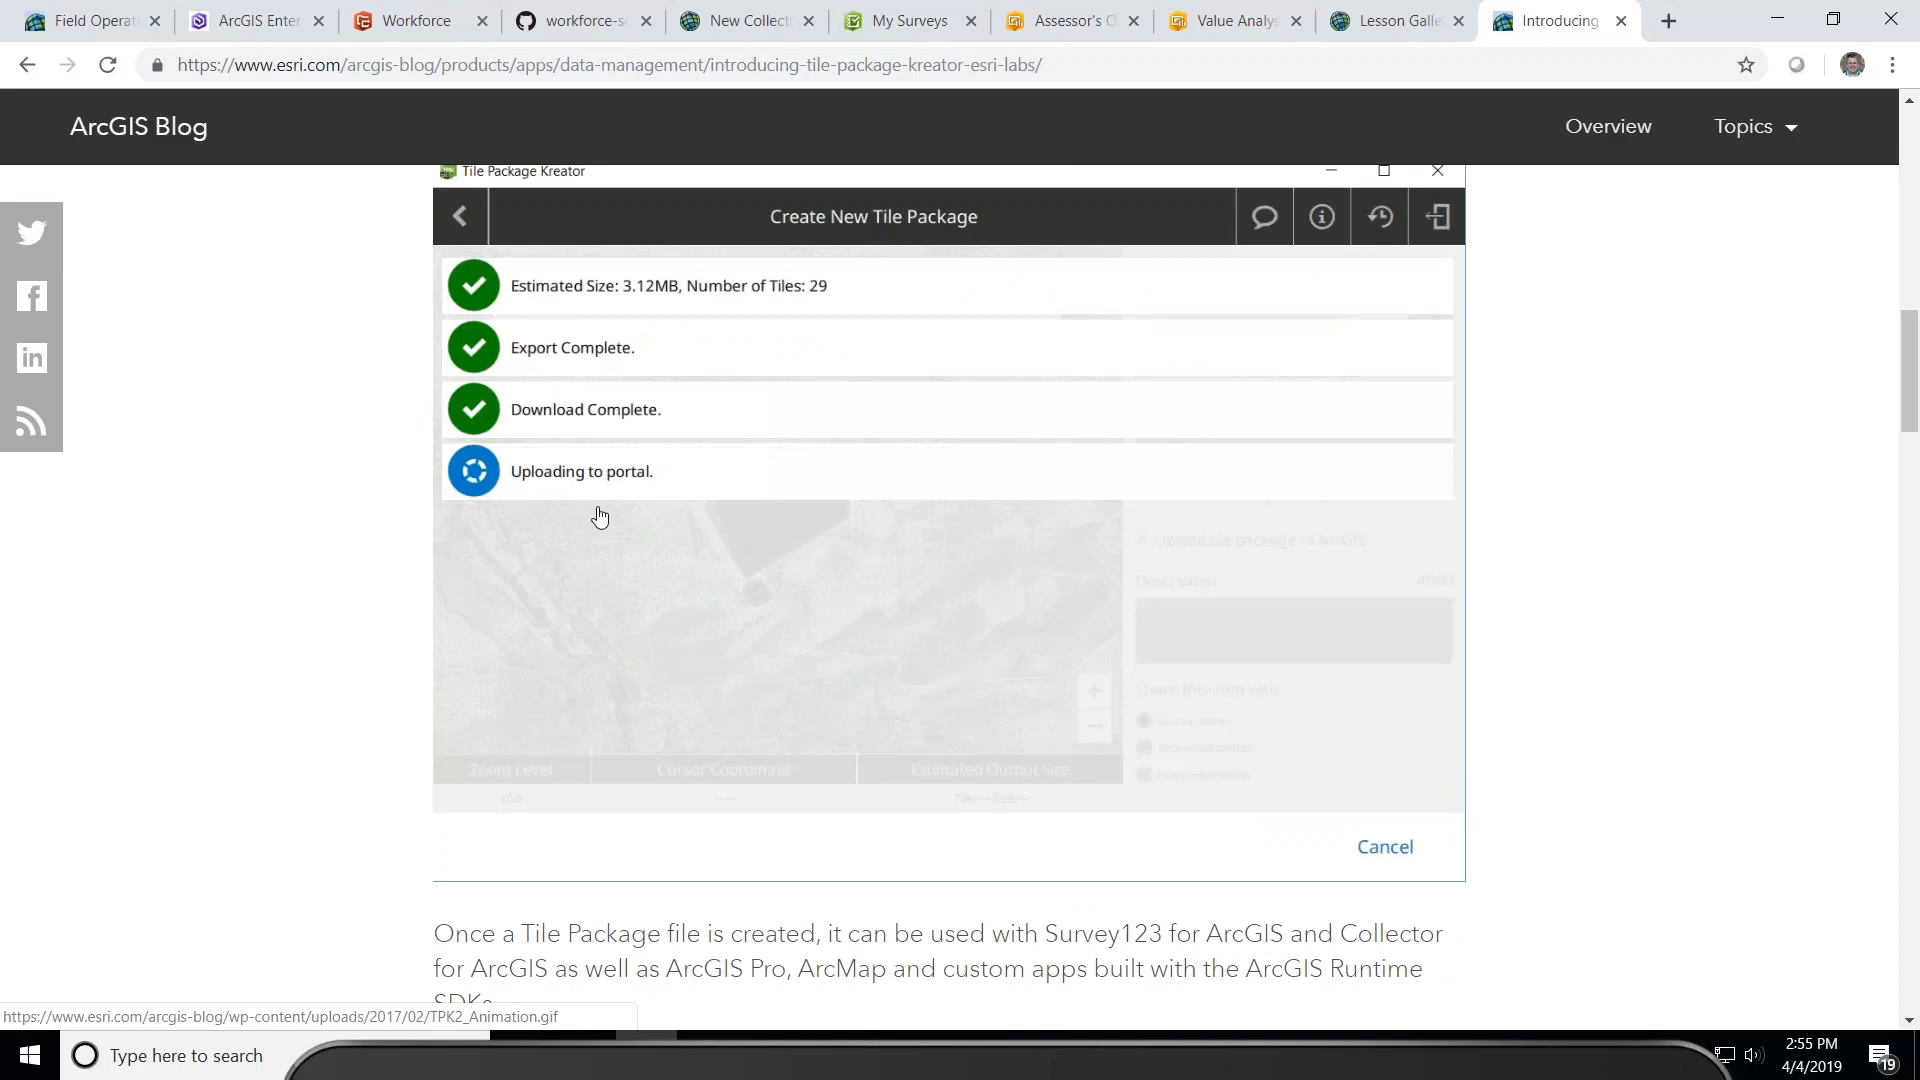 Field Operat
ArcGIS Enter
Workforce
workforce-sc
New Collect
My Surveys
Assessor's O
Value Analys
Lesson Galle
Introducing
https://www.esri.com/arcgis-blog/products/apps/data-management/introducing-tile-package-kreator-esri-labs/
ArcGIS Blog
Overview
Topics
Tile Package Kreator
Create New Tile Package
Estimated Size: 3.12MB, Number of Tiles: 29
Export Complete.
Download Complete.
Uploading to portal.
Upload tile package to ArcGIS
Description
4000
Share this item with
Zoom Level
Cursor Coordinate
Estimated Output Size
Cancel
Once a Tile Package file is created, it can be used with Survey123 for ArcGIS and Collector
for ArcGIS as well as ArcGIS Pro, ArcMap and custom apps built with the ArcGIS Runtime
SDKs
https://www.esri.com/arcgis-blog/wp-content/uploads/2017/02/TPK2_Animation.gif
Type here to search
2:55 PM
4/4/2019
19